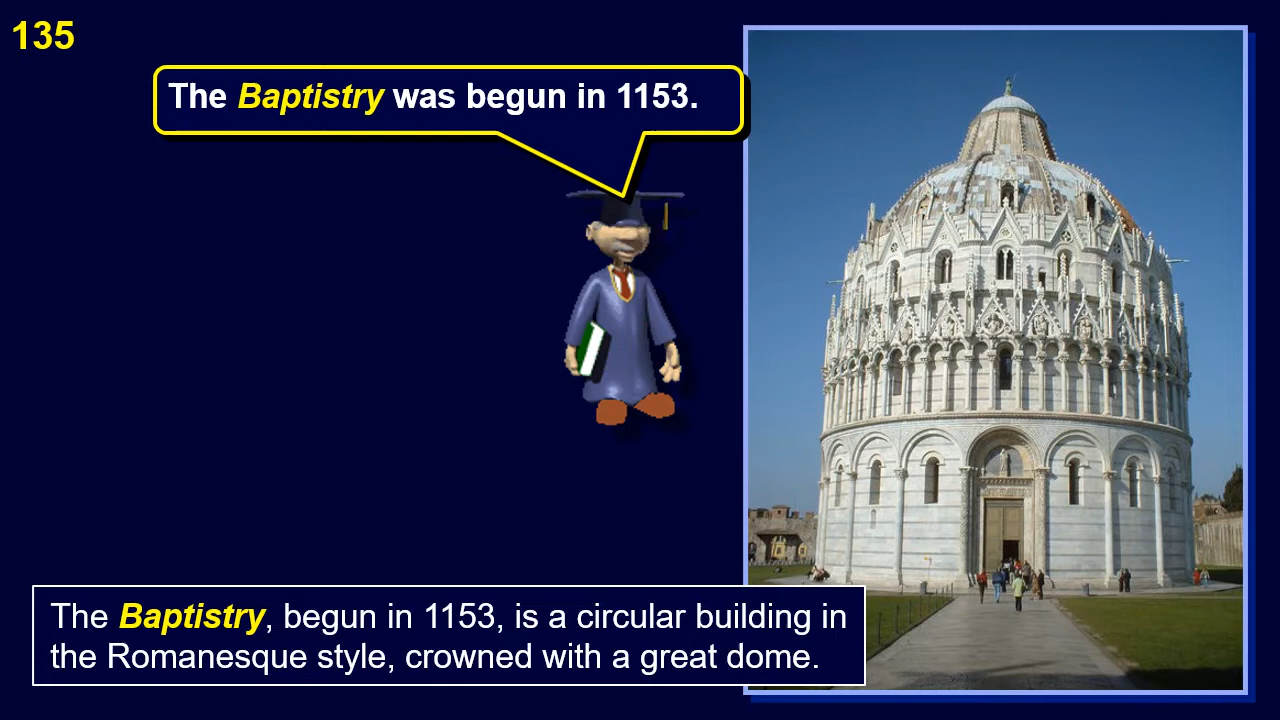 135
The Baptistry was begun in 1153.
The Baptistry, begun in 1153, is a circular building in
the Romanesque style, crowned with a great dome.